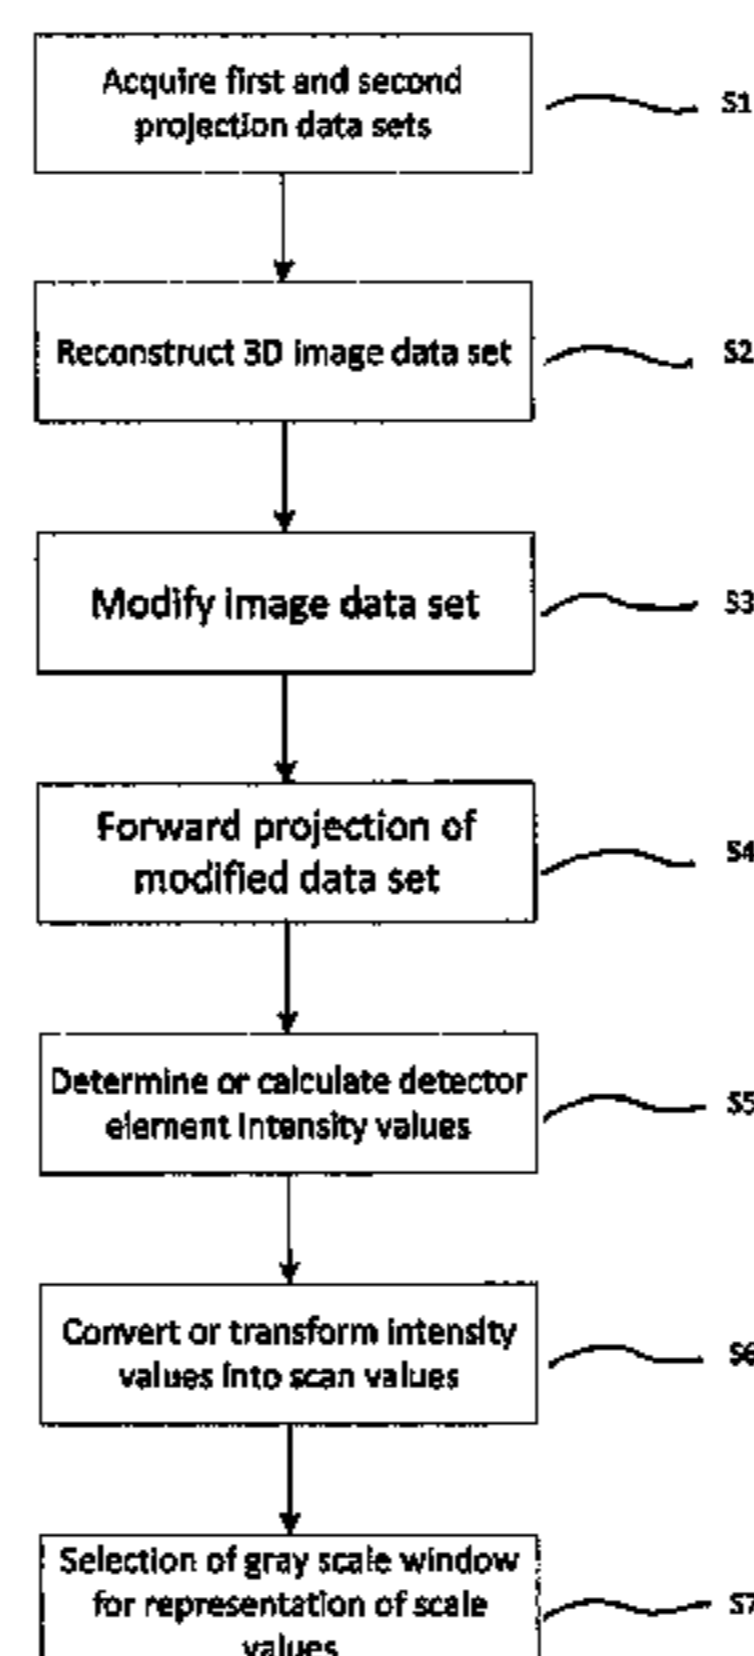 Acquire first and second
projection data sets
S1
Reconstruct 3D image data set
S2
Modify image data set
S3
Forward projection of
modified data set
S4
Determine or calculate detector
element intensity values
S5
Convert or transform intensity
values into scan values
S6
Selection of gray scale window
for representation of scale
values
S7